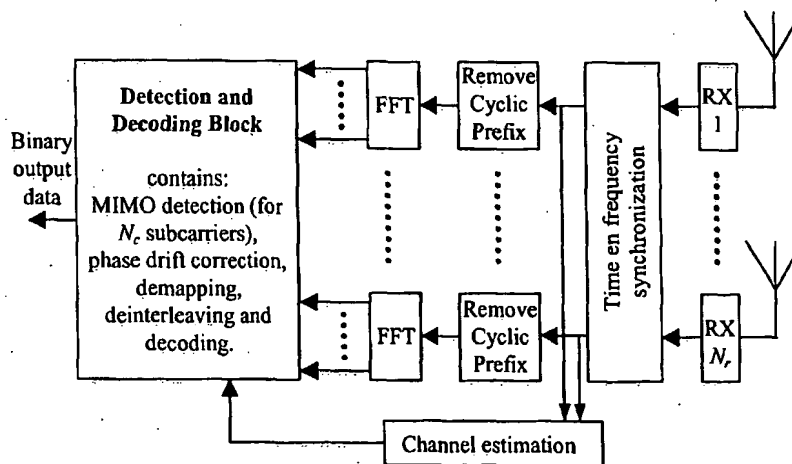 Binary
output
data
Detection and
Decoding Block
contains:
MIMO detection (for
N_c subcarriers),
phase drift correction,
demapping,
deinterleaving and
decoding.
FFT
Remove
Cyclic
Prefix
Time en frequency
synchronization
RX
1
FFT
Remove
Cyclic
Prefix
RX
N_r
Channel estimation